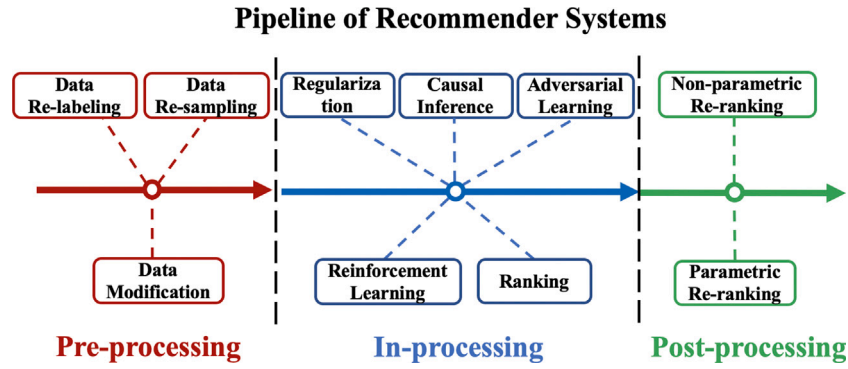 Pipeline of Recommender Systems
Data
Re-labeling
Data
Re-sampling
Data
Modification
Pre-processing
Regulariza
tion
Causal
Inference
Adversarial
Learning
Reinforcement
Learning
Ranking
In-processing
Non-parametric
Re-ranking
Parametric
Re-ranking
Post-processing